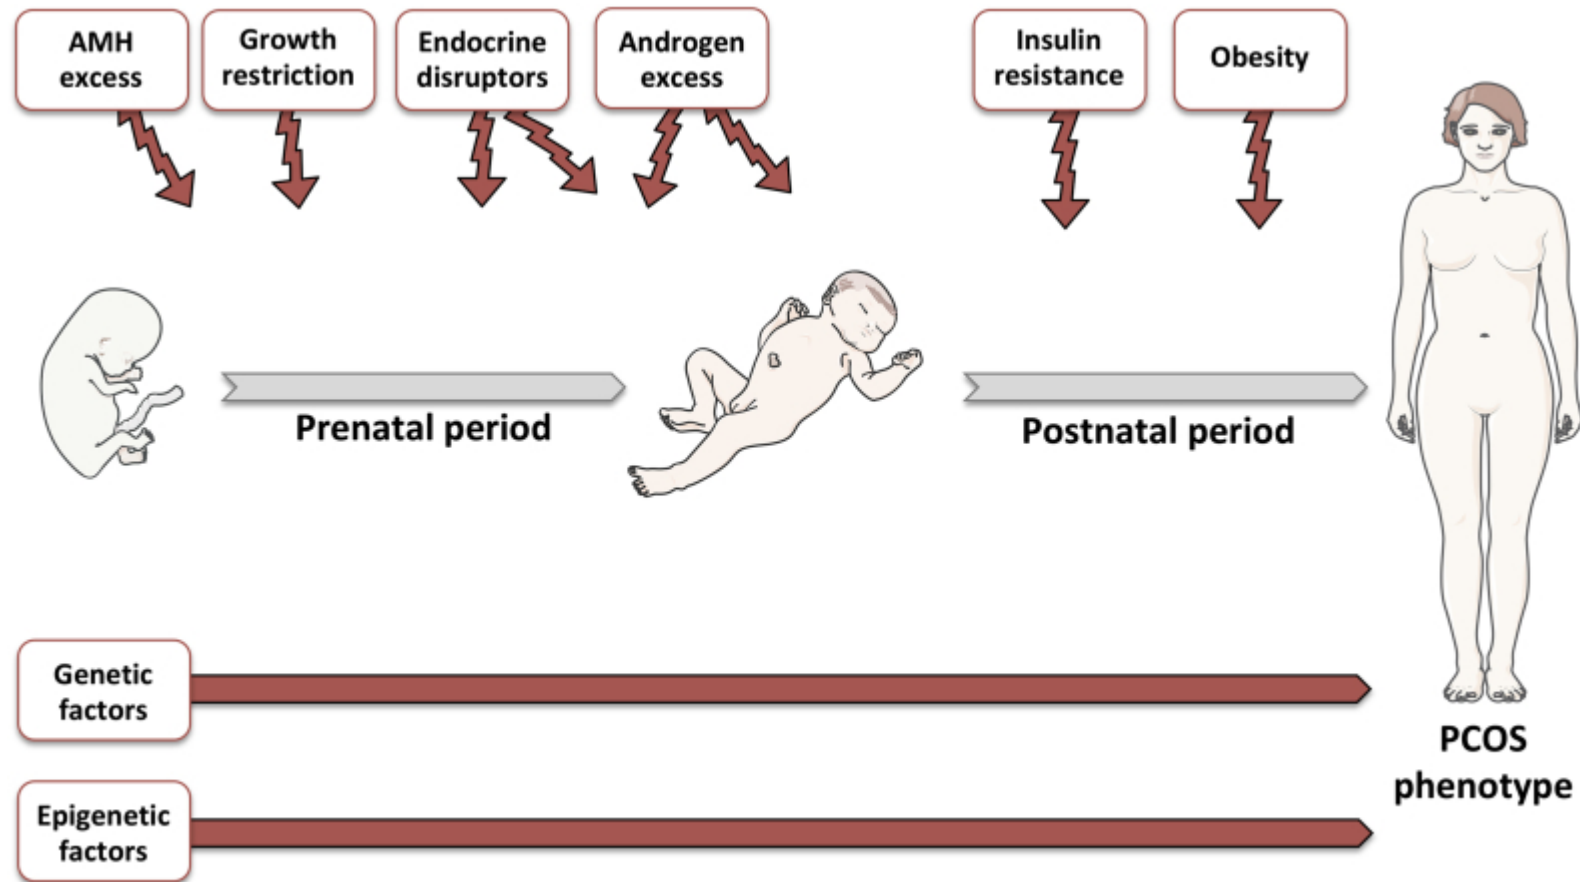 AMH
excess
Growth
restriction
Endocrine
disruptors
Androgen
excess
Insulin
resistance
Obesity
Prenatal period
Postnatal period
Genetic
factors
PCOS
phenotype
Epigenetic
factors